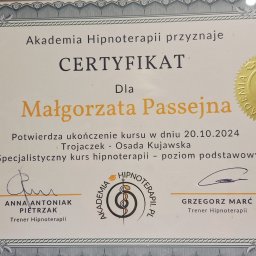 Akademia Hipnoterapii przyznaje
CERTYFIKAT
Dla
Małgorzata Passejna
Potwierdza ukończenie kursu w dniu 20.10.2024
Trojaczek - Osada Kujawska
Specjalistyczny kurs hipnoterapii – poziom podstawowy
ANNA ANTONIAK
PIETRZAK
Trener Hipnoterapii
AKADEMIA HIPNOTERAPII.PL
GRZEGORZ MARĆ
Trener Hipnoterapii